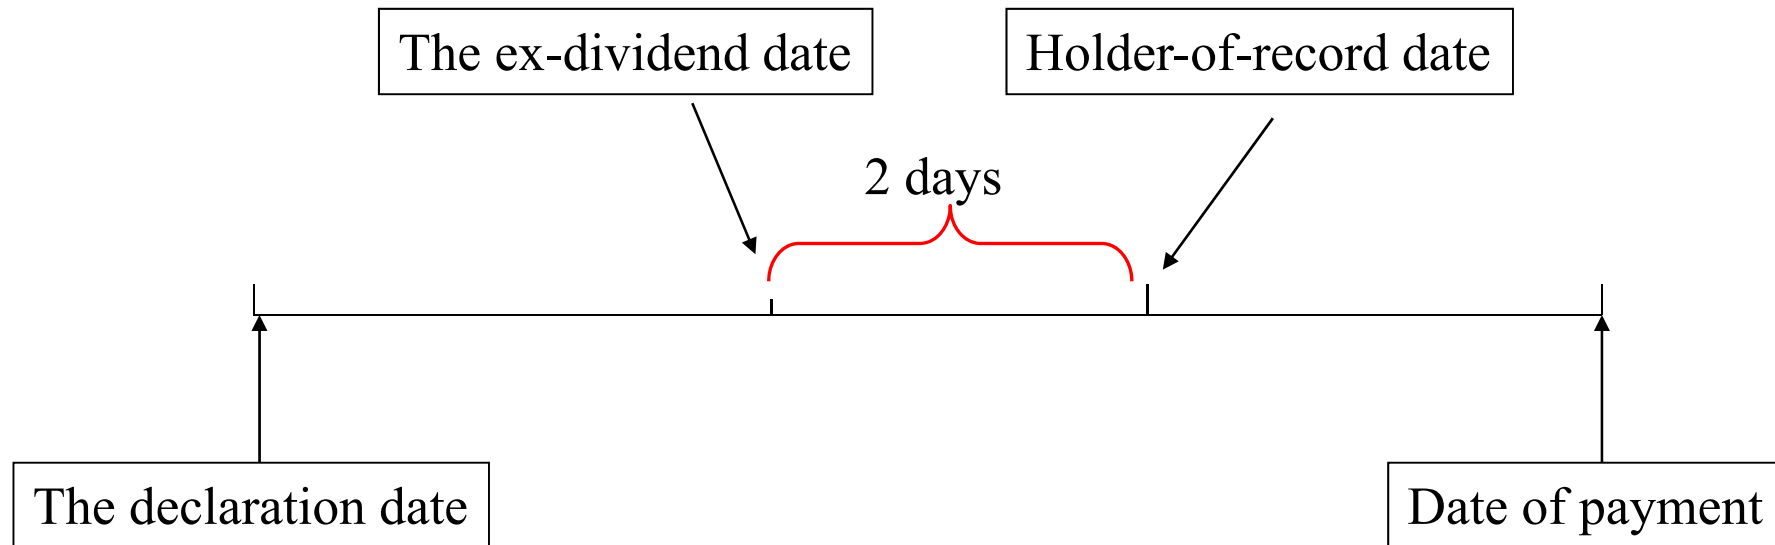 The ex-dividend date
Holder-of-record date
2 days
The declaration date
Date of payment